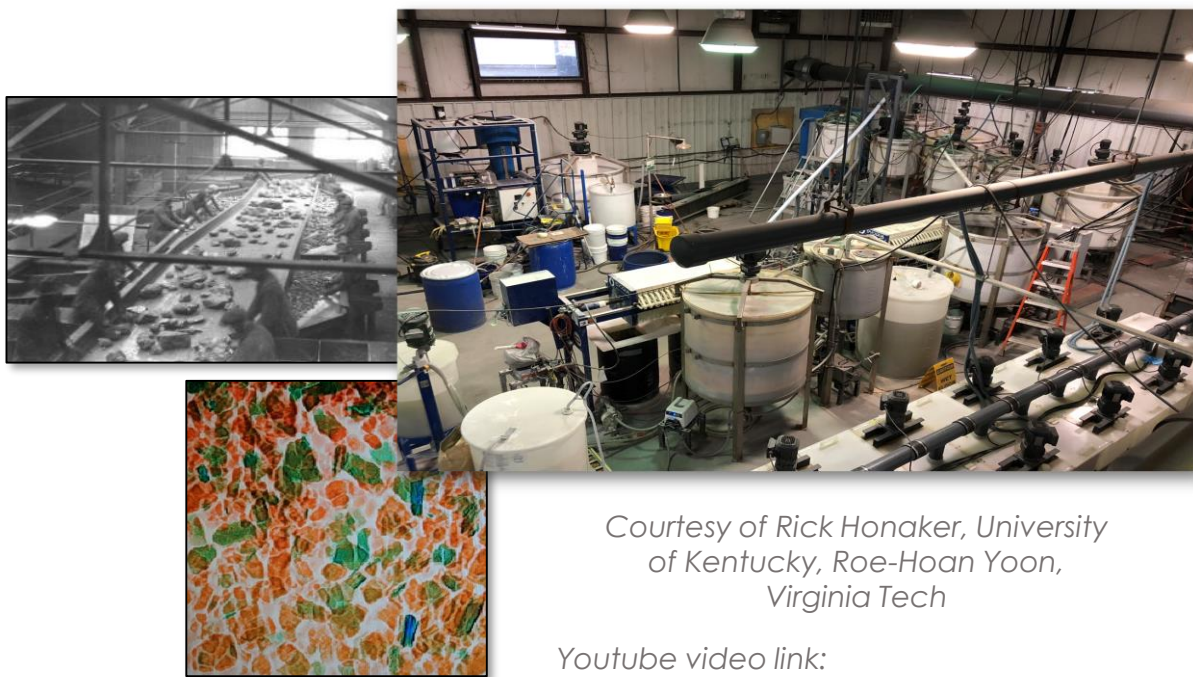 Courtesy of Rick Honaker, University
of Kentucky, Roe-Hoan Yoon,
Virginia Tech
Youtube video link: